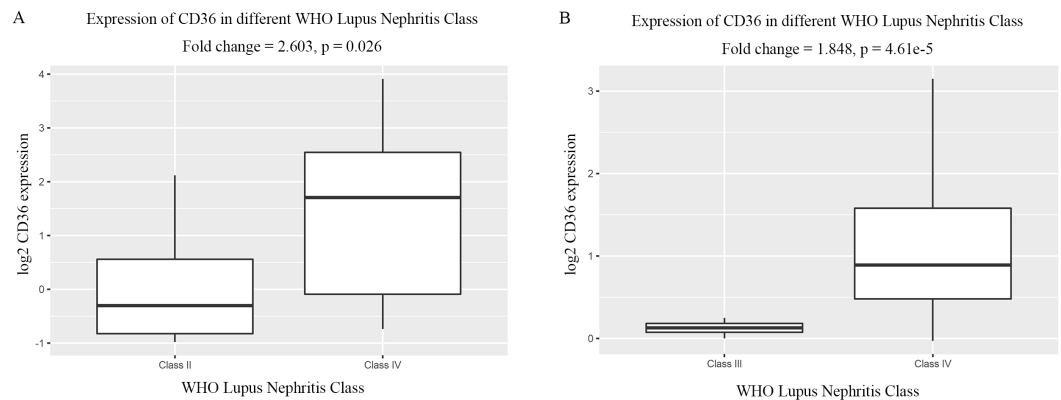 A
Expression of CD36 in different WHO Lupus Nephritis Class
Fold change = 2.603, p = 0.026
log2 CD36 expression
4
3
2
1
0
-1
Class II
Class IV
WHO Lupus Nephritis Class
B
Expression of CD36 in different WHO Lupus Nephritis Class
Fold change = 1.848, p = 4.61e-5
log2 CD36 expression
3
2
1
0
Class III
Class IV
WHO Lupus Nephritis Class